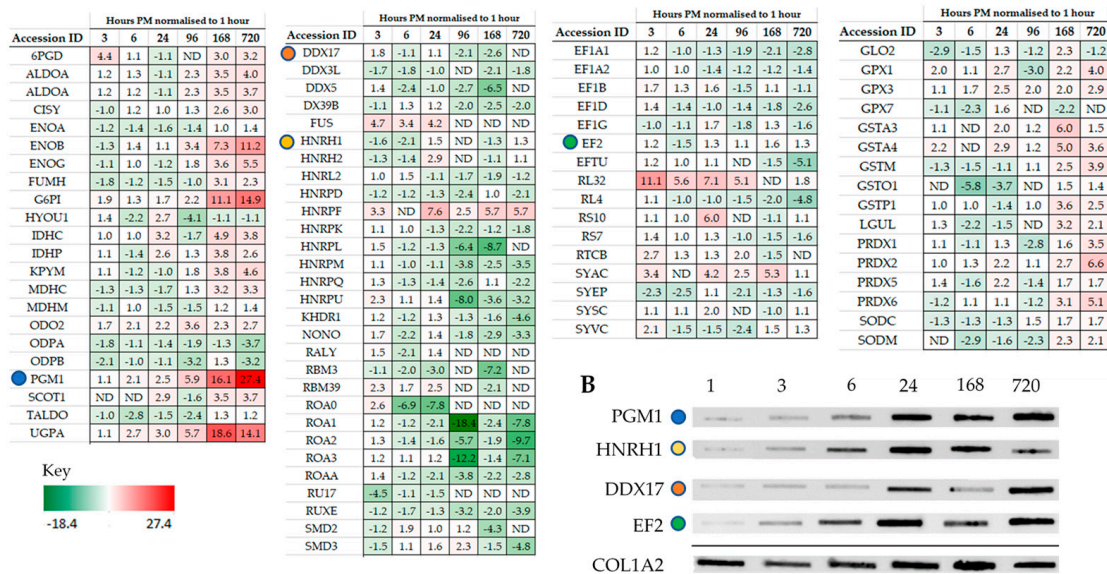 Hours PM normalised to 1 hour
Accession ID 3 6 24 96 168 720
6PGD 4.4 1.1 -1.1 ND 3.0 3.2
ALDOA 1.2 1.3 -1.1 2.3 3.5 4.0
ALDOA 1.2 1.2 -1.1 2.3 3.5 3.7
CISY -1.0 1.2 1.0 1.3 2.6 3.0
ENOA -1.2 -1.4 -1.6 -1.4 1.0 1.4
ENOB -1.3 1.4 1.1 3.4 7.3 11.2
ENOG -1.1 1.0 -1.2 1.8 3.6 5.5
FUMH -1.8 -1.2 -1.5 -1.0 3.1 2.3
G6PI 1.9 1.3 1.7 2.2 11.1 14.9
HYOU1 1.6 -2.2 2.7 -4.1 -1.1 -1.1
IDHC 1.0 1.0 3.2 -1.7 4.9 3.8
IDHP 1.1 -1.4 2.6 1.3 3.8 2.6
KPYM 1.1 -1.2 -1.0 1.8 3.8 4.6
MDHC -1.3 -1.3 -1.7 1.3 3.2 3.3
MDHM -1.1 1.0 -1.5 -1.5 1.2 1.4
ODO2 1.7 2.1 2.2 3.6 2.3 2.7
ODPA -1.8 -1.1 -1.4 -1.9 -1.3 -3.7
ODPB -2.1 -1.0 -1.1 -3.2 1.3 -3.2
PGM1 1.1 2.1 2.5 5.9 16.1 27.4
SCOT1 ND ND 2.9 -1.6 3.5 3.7
TALDO -1.0 -2.8 -1.5 -2.4 1.3 1.2
UGPA 1.1 2.7 3.0 5.7 18.6 14.1
Key
-18.4 27.4
Hours PM normalised to 1 hour
Accession ID 3 6 24 96 168 720
DDX17 1.8 -1.1 1.1 -2.1 -2.6 ND
DDX3L -1.7 -1.8 -1.0 ND -2.1 -1.8
DDX5 1.6 -2.4 -1.0 -2.7 -6.5 ND
DX39B -1.1 1.3 1.2 -2.0 -2.5 -2.0
FUS 4.7 3.4 4.2 ND ND ND
HNRH1 -1.6 -2.1 1.5 ND -1.3 1.3
HNRH2 -1.3 -1.4 2.9 ND -1.1 1.1
HNRL2 1.0 1.5 -1.1 -1.7 -1.9 -1.2
HNRPD -1.2 -1.2 -1.3 -2.4 1.0 -2.1
HNRPF 3.3 ND 7.6 2.5 5.7 5.7
HNRPK 1.1 1.0 -1.3 -2.2 -1.2 -1.8
HNRPL 1.5 -1.2 -1.3 -6.4 -8.7 ND
HNRPM 1.1 -1.0 -1.1 -3.8 -2.5 -3.5
HNRPQ 1.3 -1.3 -1.4 -2.6 1.1 -2.2
HNRPU 2.3 1.1 1.4 -8.0 -3.6 -3.2
KHDR1 -1.2 -1.2 1.3 -1.3 -1.6 -4.6
NONO 1.7 -2.2 1.4 -1.8 -2.9 -3.3
RALY 1.5 -2.1 1.4 ND ND ND
RBM3 -1.1 -2.0 -3.0 ND -7.2 ND
RBM39 2.3 1.7 2.5 ND -2.1 ND
ROA0 2.6 -6.9 -7.8 ND ND ND
ROA1 1.2 -1.2 -2.1 -18.4 -2.4 -7.8
ROA2 1.3 -1.4 -1.6 -5.7 -1.9 -9.7
ROA3 1.2 1.1 1.2 -12.2 -1.4 -7.1
ROAA 1.4 -1.2 -2.1 -3.8 -2.2 -2.8
RU17 -4.5 -1.1 -1.5 ND ND ND
RUXE -1.2 -1.7 -1.3 -3.2 -2.0 -3.9
SMD2 -1.2 1.9 1.0 1.2 -4.3 ND
SMD3 -1.5 1.1 1.6 2.3 -1.5 -4.8
Hours PM normalised to 1 hour
Accession ID 3 6 24 96 168 720
EF1A1 1.2 -1.0 -1.3 -1.9 -2.1 -2.8
EF1A2 1.0 1.0 -1.4 -1.2 -1.2 -1.4
EF1B 1.7 1.3 1.6 -1.5 1.1 -1.1
EF1D 1.4 -1.4 -1.0 -1.4 -1.8 -2.6
EF1G -1.0 -1.1 1.7 -1.8 1.3 -2.6
EF2 1.2 -1.5 1.3 1.1 1.6 1.3
EFTU 1.2 1.0 1.1 ND -1.5 -5.1
RL32 11.1 5.6 7.1 5.1 ND 1.8
RL4 1.1 -1.0 -1.0 -1.5 -2.0 -4.8
RS10 1.1 1.0 6.0 ND -1.1 1.1
RS7 1.4 1.0 1.3 -1.0 -1.5 -1.6
RTCB 2.7 1.3 1.3 2.0 -1.5 ND
SYAC 3.4 ND 4.2 2.5 5.3 1.1
SYEP -2.3 -2.5 1.1 -2.1 -1.3 -1.6
SYSC 1.1 1.1 2.0 ND -1.0 1.1
SYVC 2.1 -1.5 -1.5 -2.4 1.5 1.3
Hours PM normalised to 1 hour
Accession ID 3 6 24 96 168 720
GLO2 -2.9 -1.5 1.3 -1.2 2.3 -1.2
GPX1 2.0 1.1 2.7 -3.0 2.2 4.0
GPX3 1.1 1.7 2.5 2.0 2.0 2.9
GPX7 -1.1 -2.3 1.6 ND -2.2 ND
GSTA3 1.1 ND 2.0 1.2 6.0 1.5
GSTA4 2.2 ND 2.9 1.2 5.0 3.6
GSTM -1.3 -1.5 -1.1 -1.1 2.5 3.9
GSTO1 ND -5.8 -3.7 ND 1.5 1.4
GSTP1 1.0 1.0 -1.4 1.0 3.6 2.5
LGUL 1.3 -2.2 -1.5 1.4 3.2 2.1
PRDX1 1.1 -1.1 1.3 -2.8 1.6 3.5
PRDX2 1.0 1.3 2.2 1.1 2.7 6.6
PRDX5 1.4 -1.6 2.2 -1.4 1.7 1.7
PRDX6 -1.2 1.1 1.1 -1.2 3.1 5.1
SODC -1.3 -1.3 -1.3 1.5 1.7 1.7
SODM ND -2.9 -1.6 -2.3 2.3 2.1
B 1 3 6 24 168 720
PGM1
HNRH1
DDX17
EF2
COL1A2